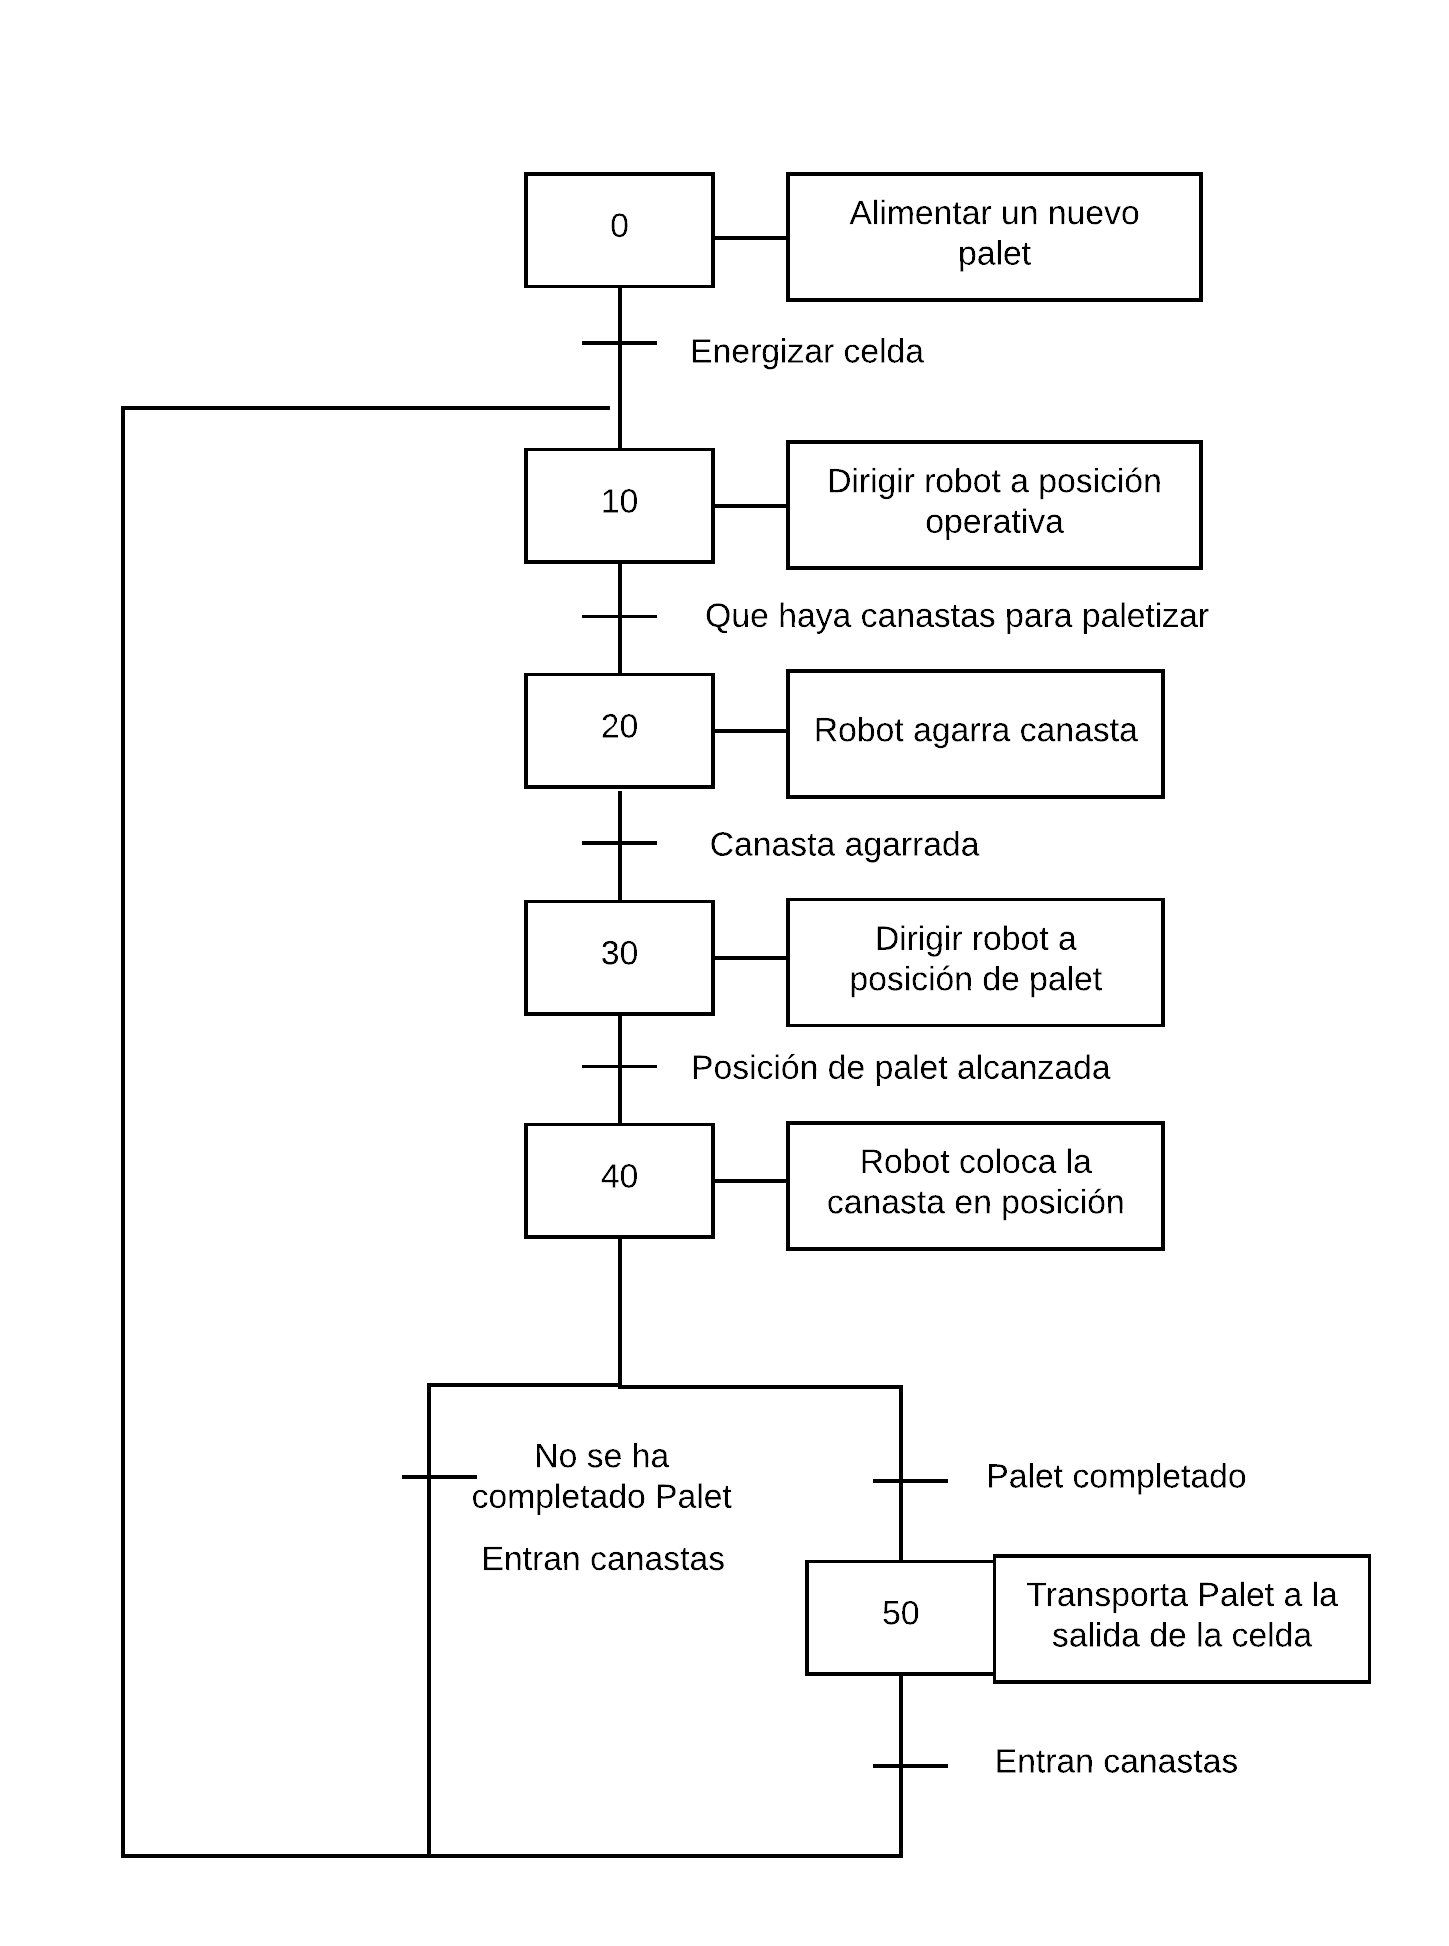 0
Alimentar un nuevo
palet
Energizar celda
10
Dirigir robot a posición
operativa
Que haya canastas para paletizar
20
Robot agarra canasta
Canasta agarrada
30
Dirigir robot a
posición de palet
Posición de palet alcanzada
40
Robot coloca la
canasta en posición
No se ha
completado Palet
Entran canastas
Palet completado
50
Transporta Palet a la
salida de la celda
Entran canastas